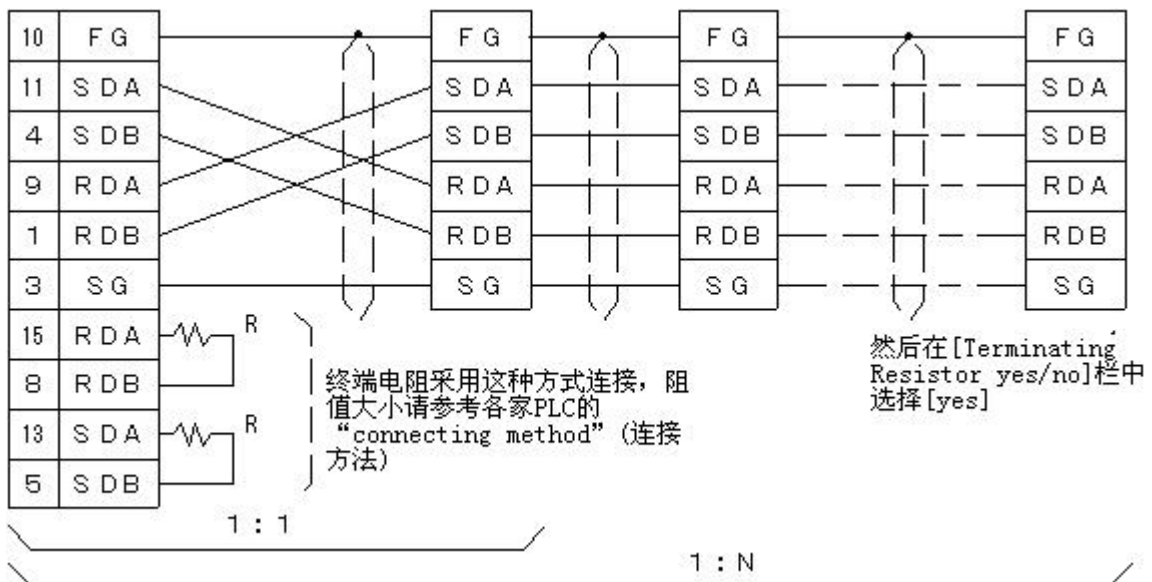 10 FG FG FG FG
11 SDA SDA SDA SDA
4 SDB SDB SDB SDB
9 RDA RDA RDA RDA
1 RDB RDB RDB RDB
3 SG SG SG SG
15 RDA R
8 RDB
13 SDA R
5 SDB
终端电阻采用这种方式连接，阻
值大小请参考各家PLC的
“connecting method”(连接
方法)
然后在[Terminating
Resistor yes/no]栏中
选择[yes]
1:1
1:N